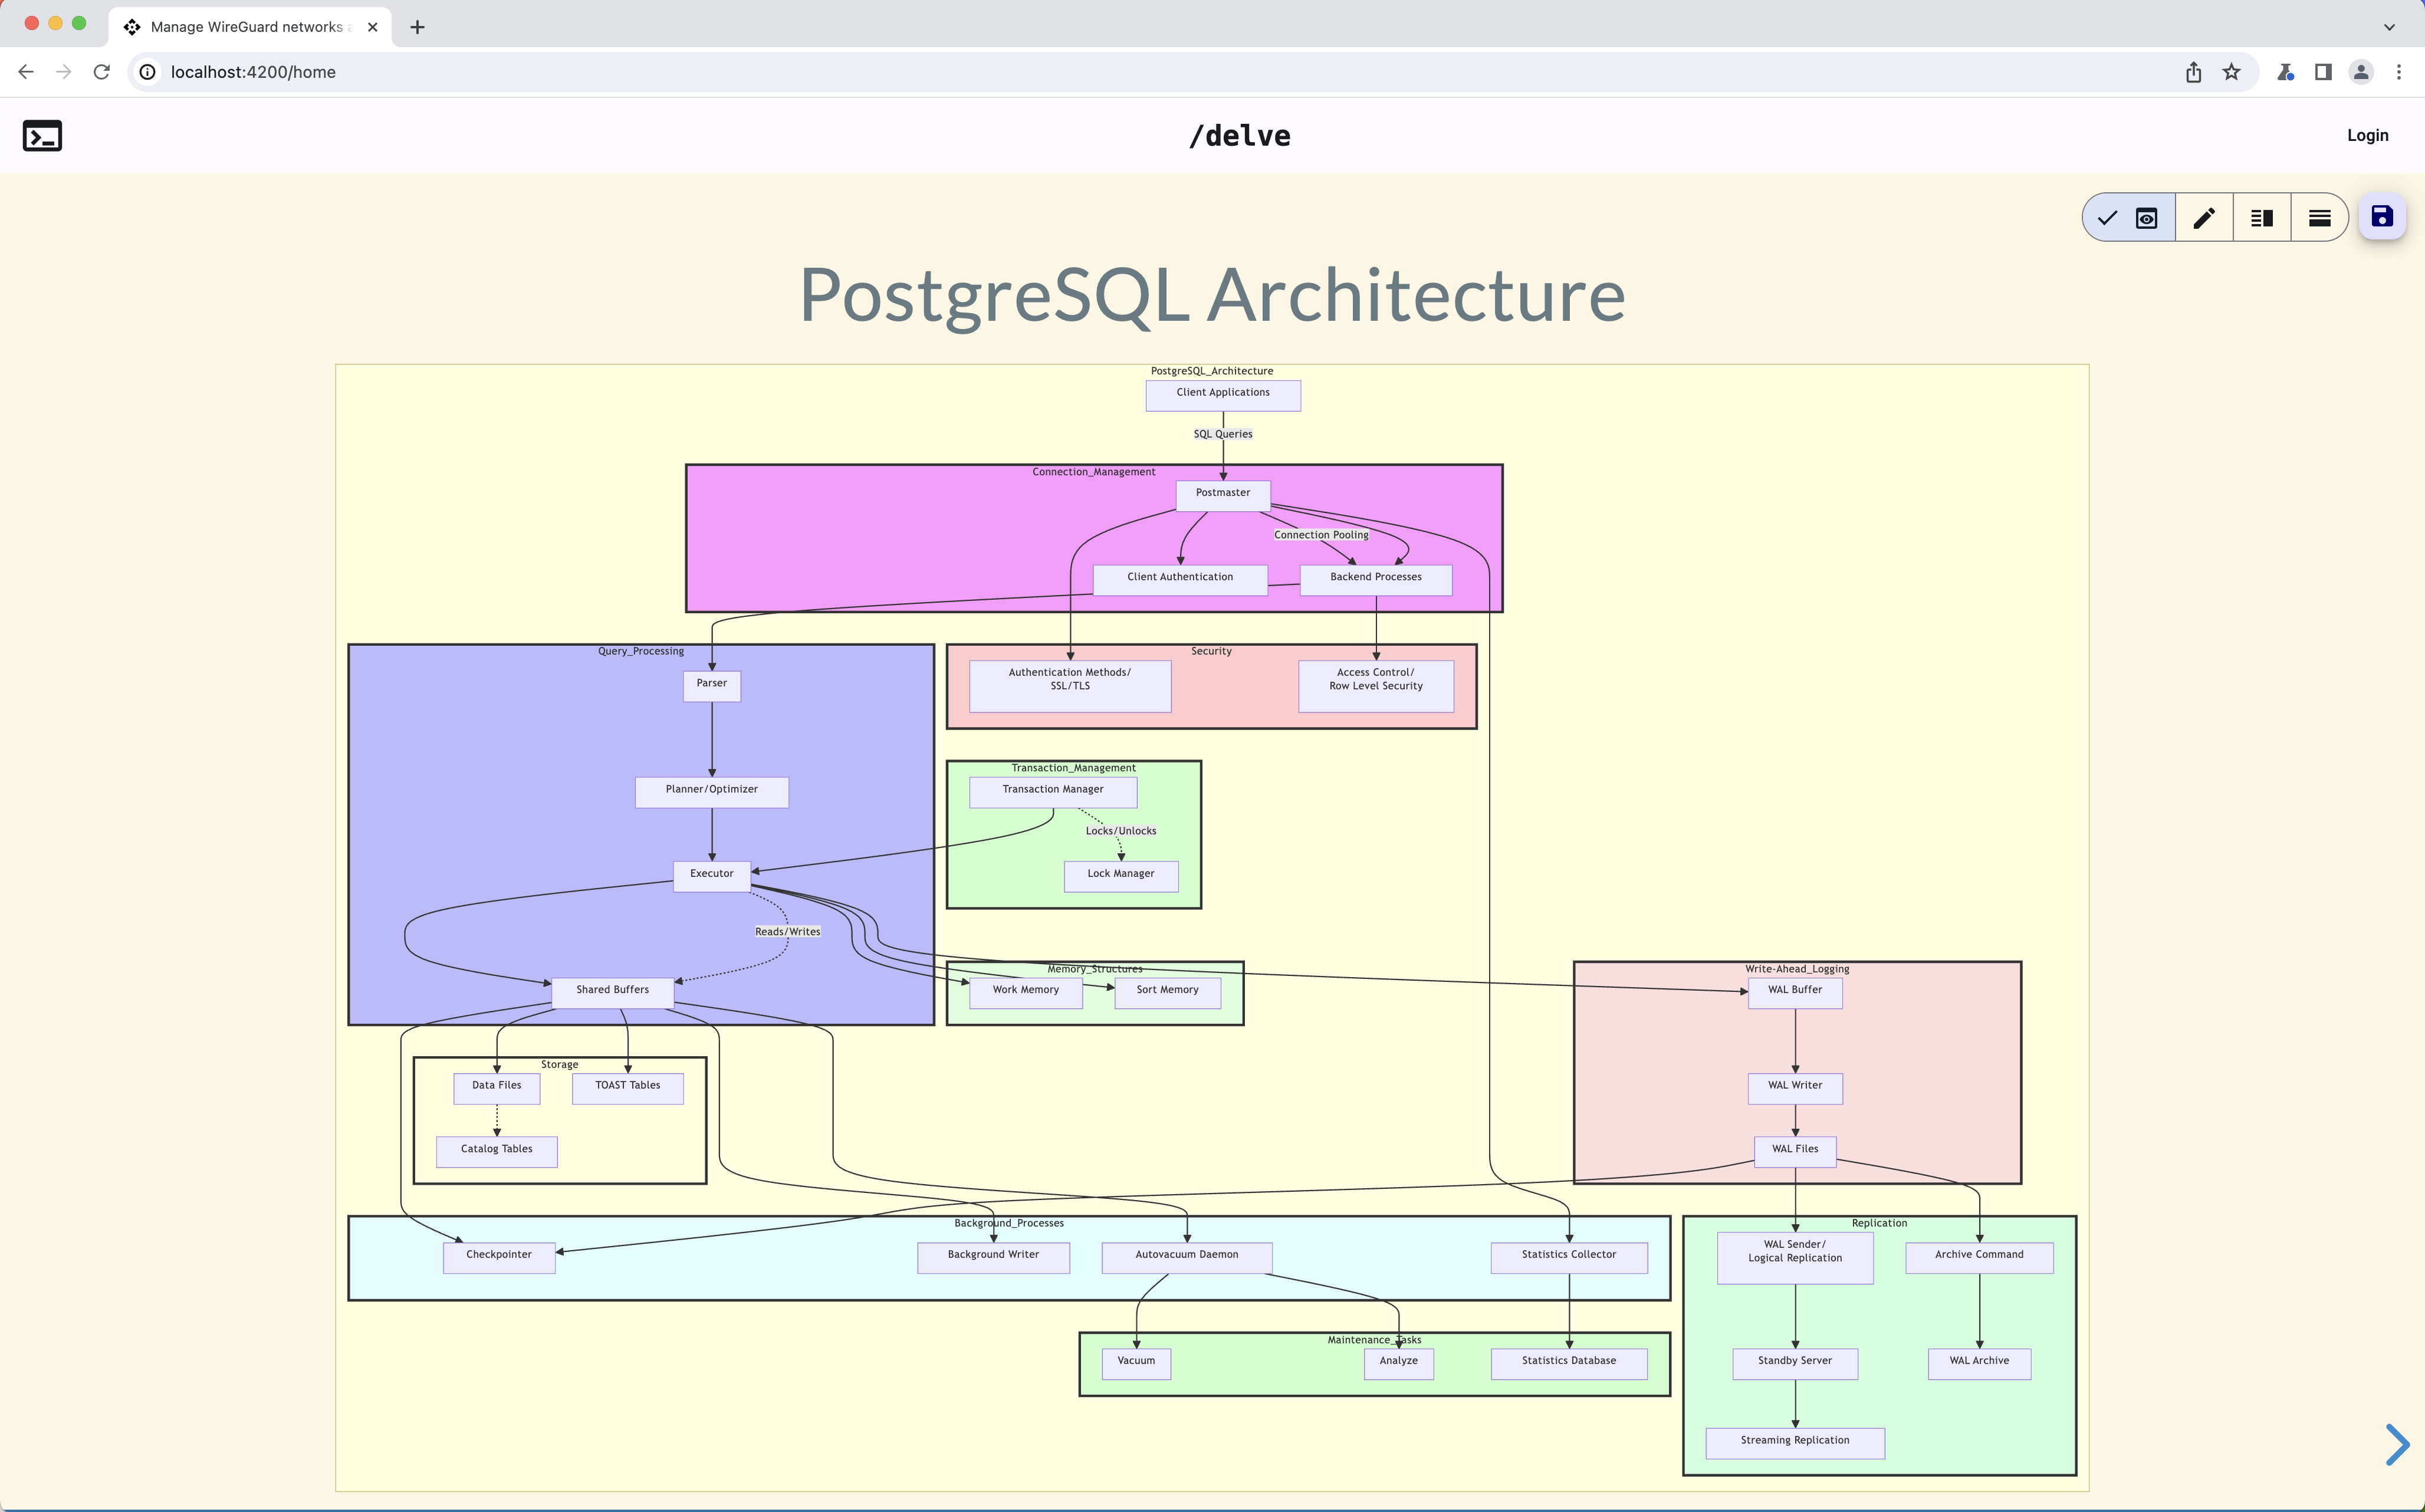 Manage WireGuard networks a
localhost:4200/home
/delve
Login
PostgreSQL Architecture
PostgreSQL_Architecture
Client Applications
SQL Queries
Connection_Management
Postmaster
Connection Pooling
Client Authentication
Backend Processes
Query_Processing
Security
Parser
Authentication Methods/
SSL/TLS
Access Control/
Row Level Security
Transaction_Management
Planner/Optimizer
Transaction Manager
Locks/Unlocks
Executor
Lock Manager
Reads/Writes
Memory_Structures
Write-Ahead_Logging
Shared Buffers
Work Memory
Sort Memory
WAL Buffer
Storage
Data Files
TOAST Tables
WAL Writer
Catalog Tables
WAL Files
Background_Processes
Replication
Checkpointer
Background Writer
Autovacuum Daemon
Statistics Collector
WAL Sender/
Logical Replication
Archive Command
Maintenance_Tasks
Vacuum
Analyze
Statistics Database
Standby Server
WAL Archive
Streaming Replication